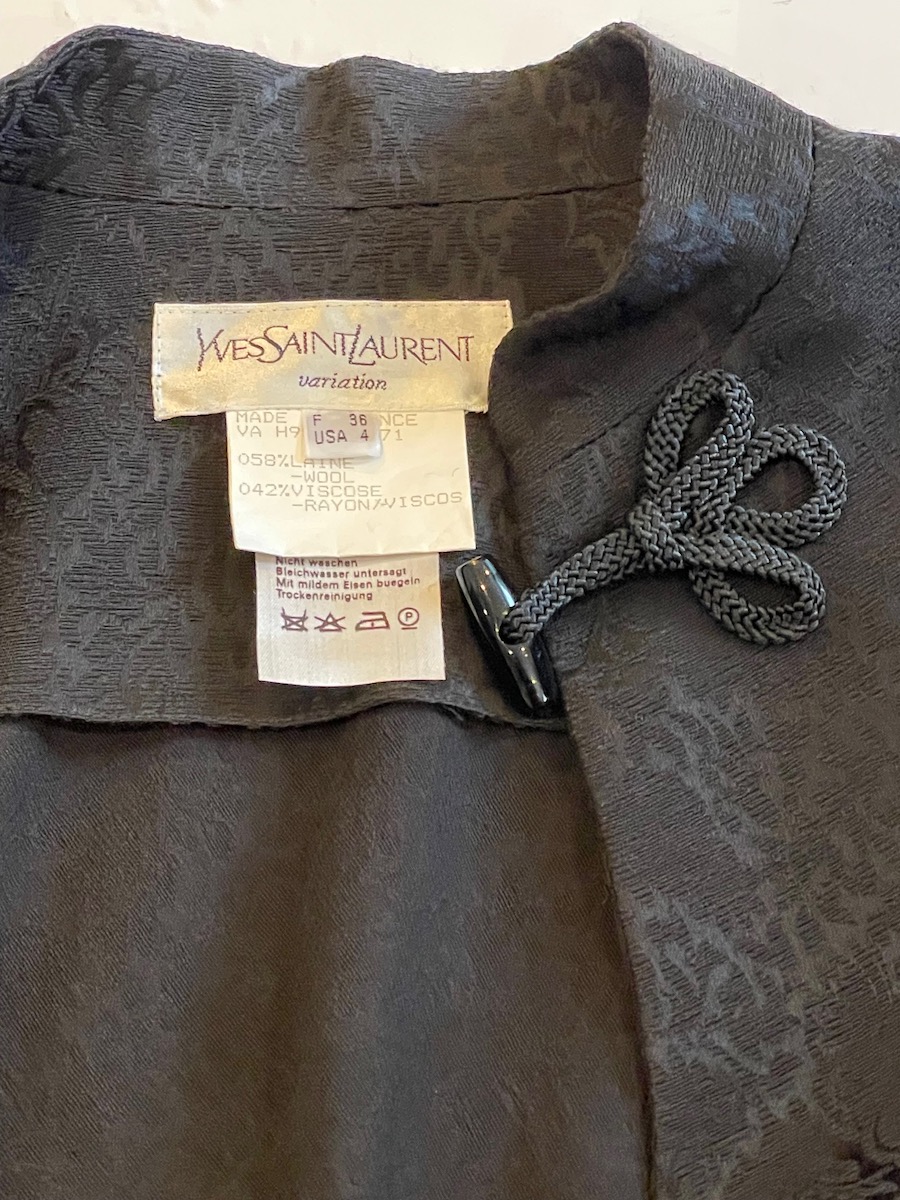 YVESSAINTLAURENT
variation
MADE NCE
F 36
USA 4
VA H9 71
058%LAINE
-WOOL
042%VISCOSE
-RAYON/VISCOS
Nicht waschen
Bleichwasser untersagt
Mit mildem Eisen buegeln
Trockenreinigung
P